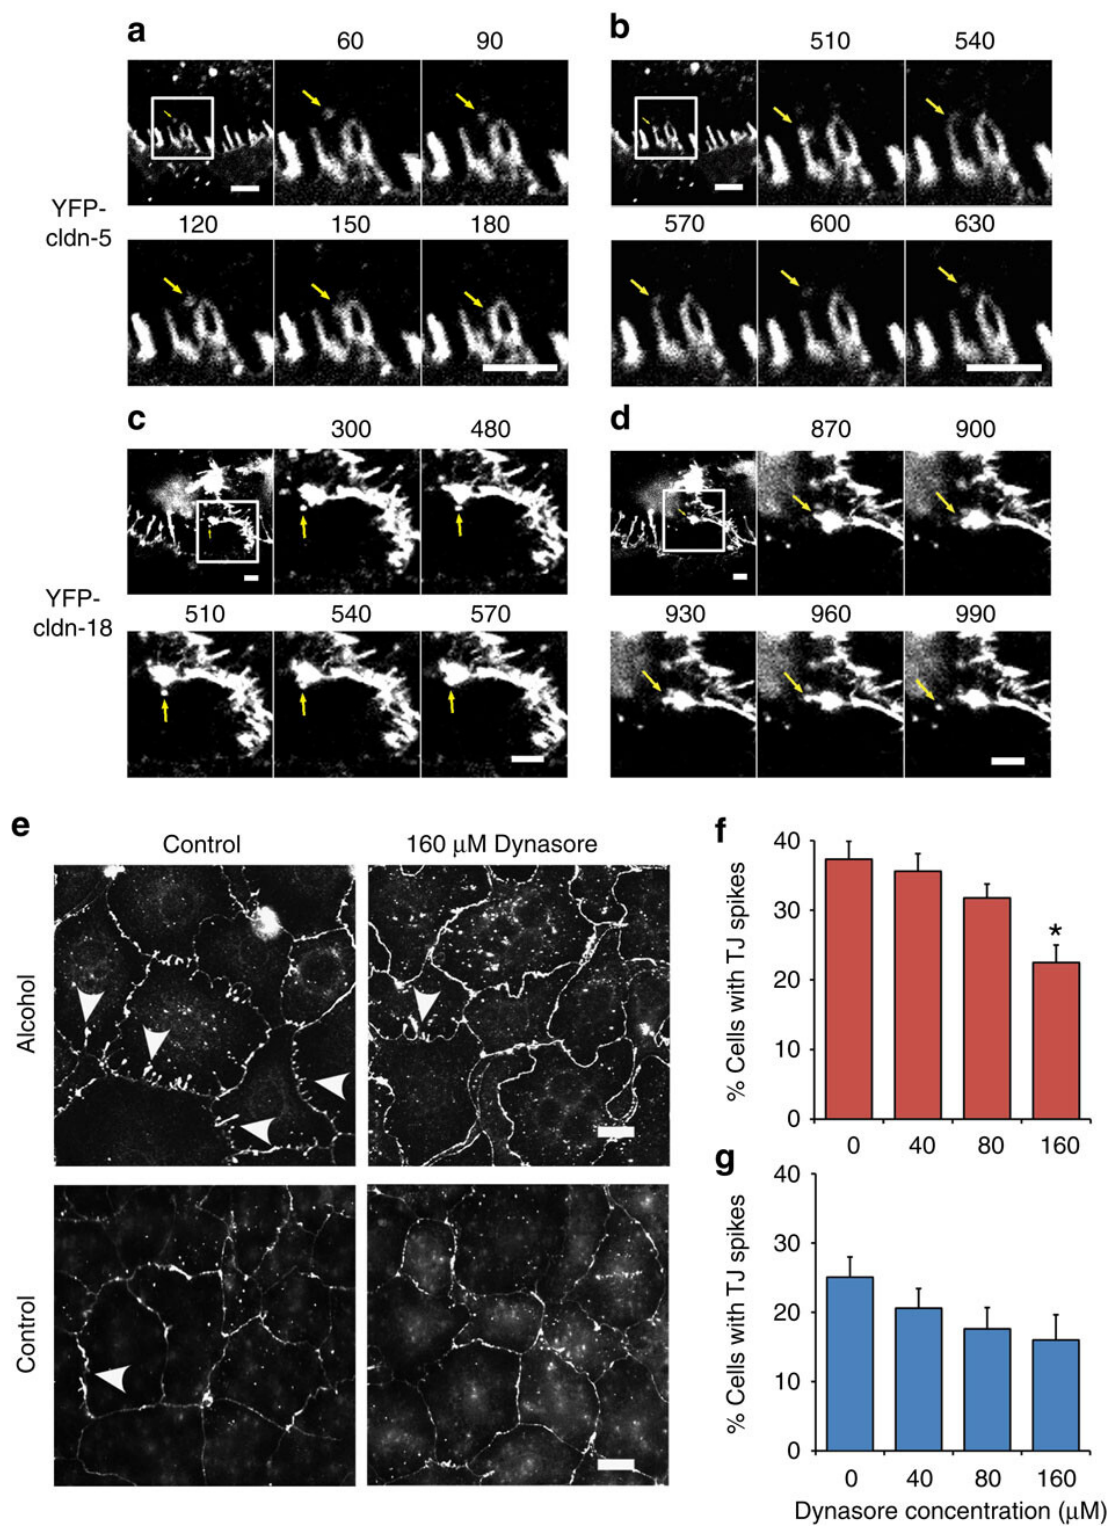 a
60 90
YFP-
cldn-5
120 150 180
b
510 540
570 600 630
c
300 480
YFP-
cldn-18
510 540 570
d
870 900
930 960 990
e
Control 160 μM Dynasore
Alcohol
Control
f
% Cells with TJ spikes
40
30
20
10
0
*
0 40 80 160
g
% Cells with TJ spikes
40
30
20
10
0
0 40 80 160
Dynasore concentration (μM)